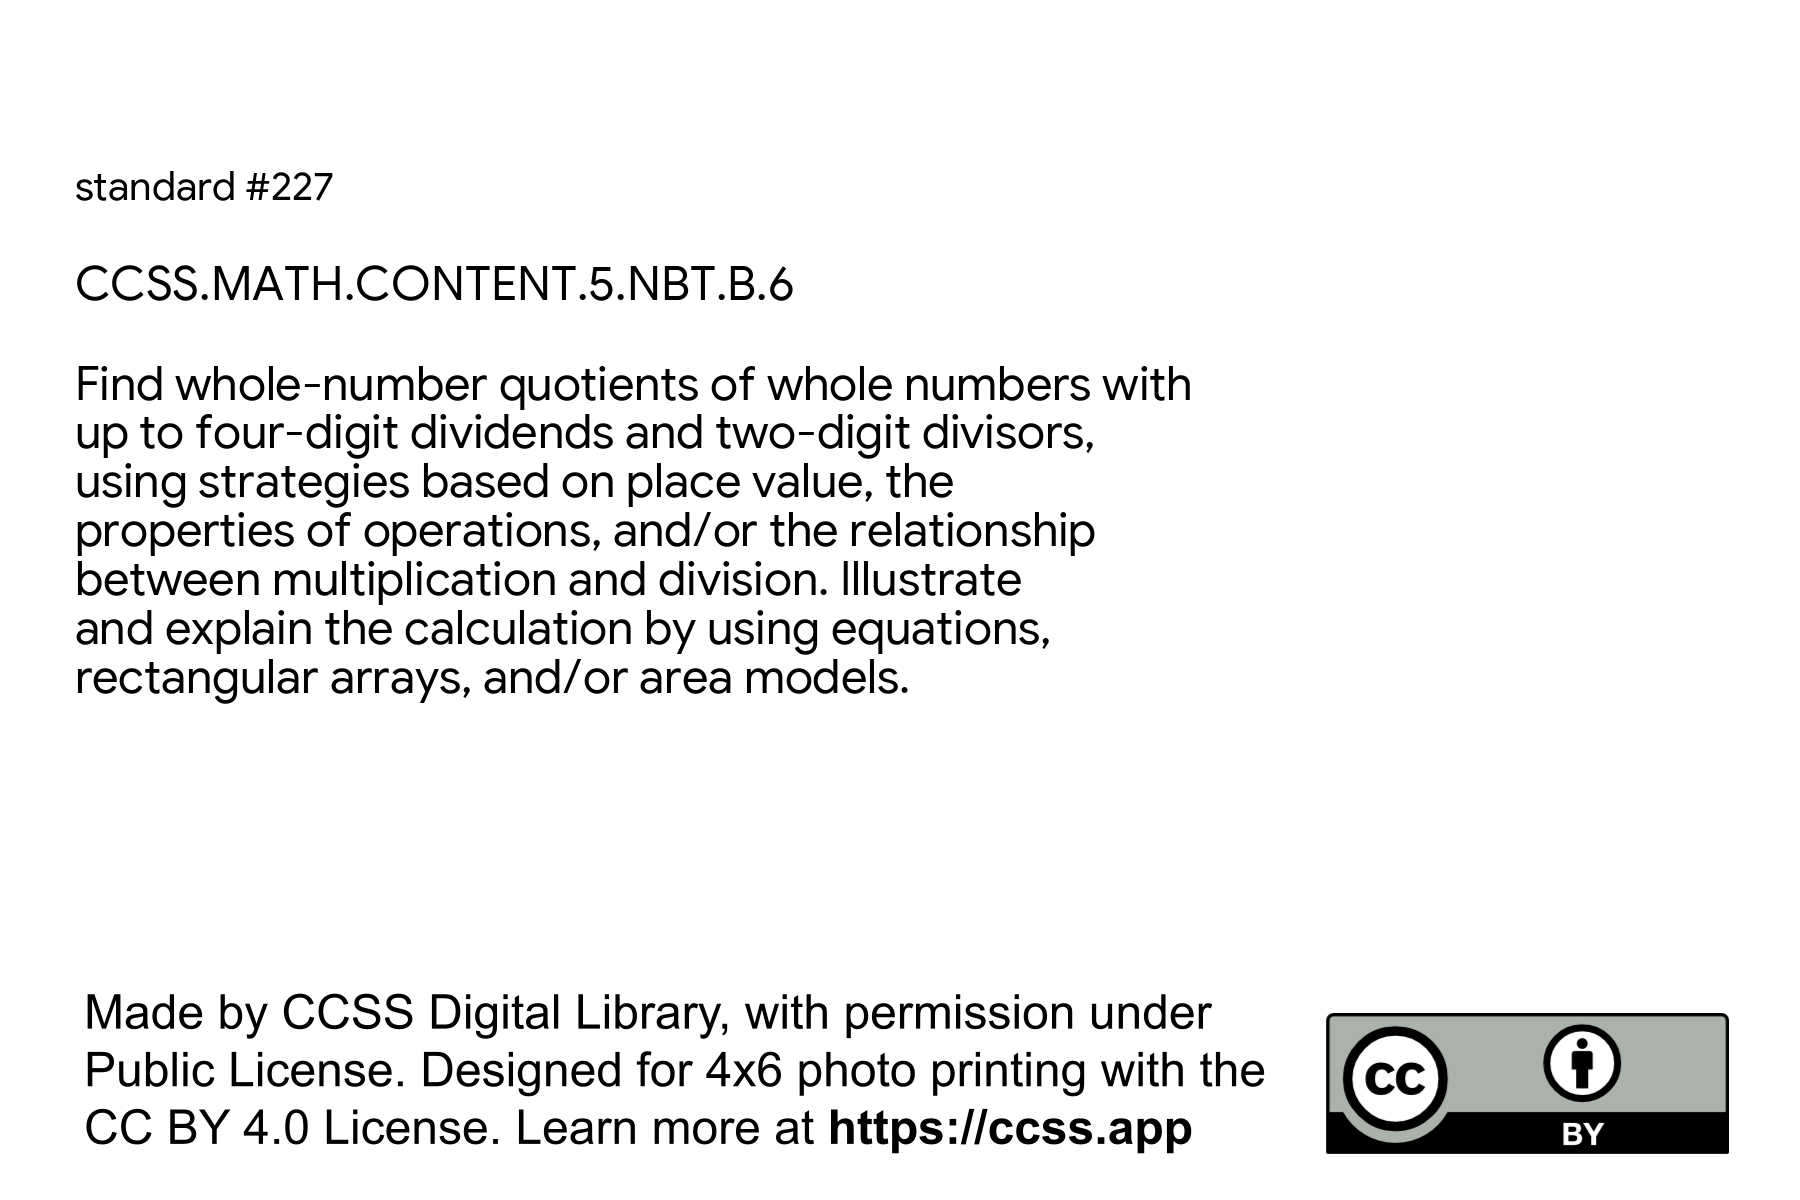 standard #227
CCSS.MATH.CONTENT.5.NBT.B.6
Find whole-number quotients of whole numbers with
up to four-digit dividends and two-digit divisors,
using strategies based on place value, the
properties of operations, and/or the relationship
between multiplication and division. Illustrate
and explain the calculation by using equations,
rectangular arrays, and/or area models.
Made by CCSS Digital Library, with permission under
Public License. Designed for 4x6 photo printing with the
CC BY 4.0 License. Learn more at https://ccss.app
CC
BY